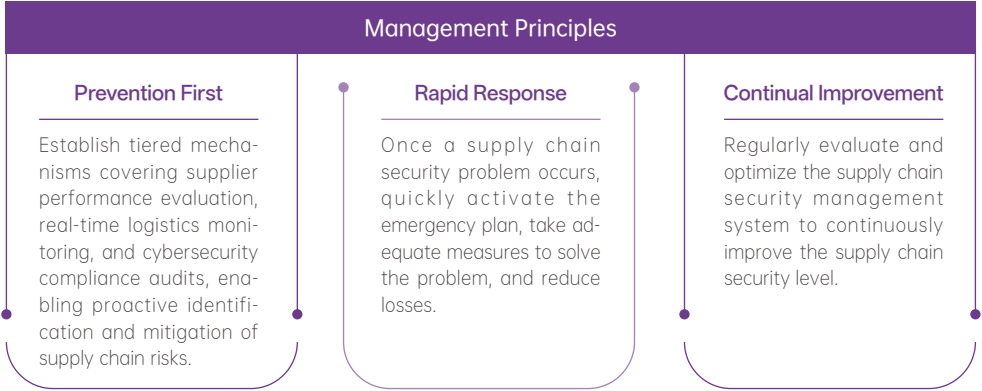 Management Principles
Prevention First
Establish tiered mecha-
nisms covering supplier
performance evaluation,
real-time logistics moni-
toring, and cybersecurity
compliance audits, ena-
bling proactive identifi-
cation and mitigation of
supply chain risks.
Rapid Response
Once a supply chain
security problem occurs,
quickly activate the
emergency plan, take ad-
equate measures to solve
the problem, and reduce
losses.
Continual Improvement
Regularly evaluate and
optimize the supply chain
security management
system to continuously
improve the supply chain
security level.